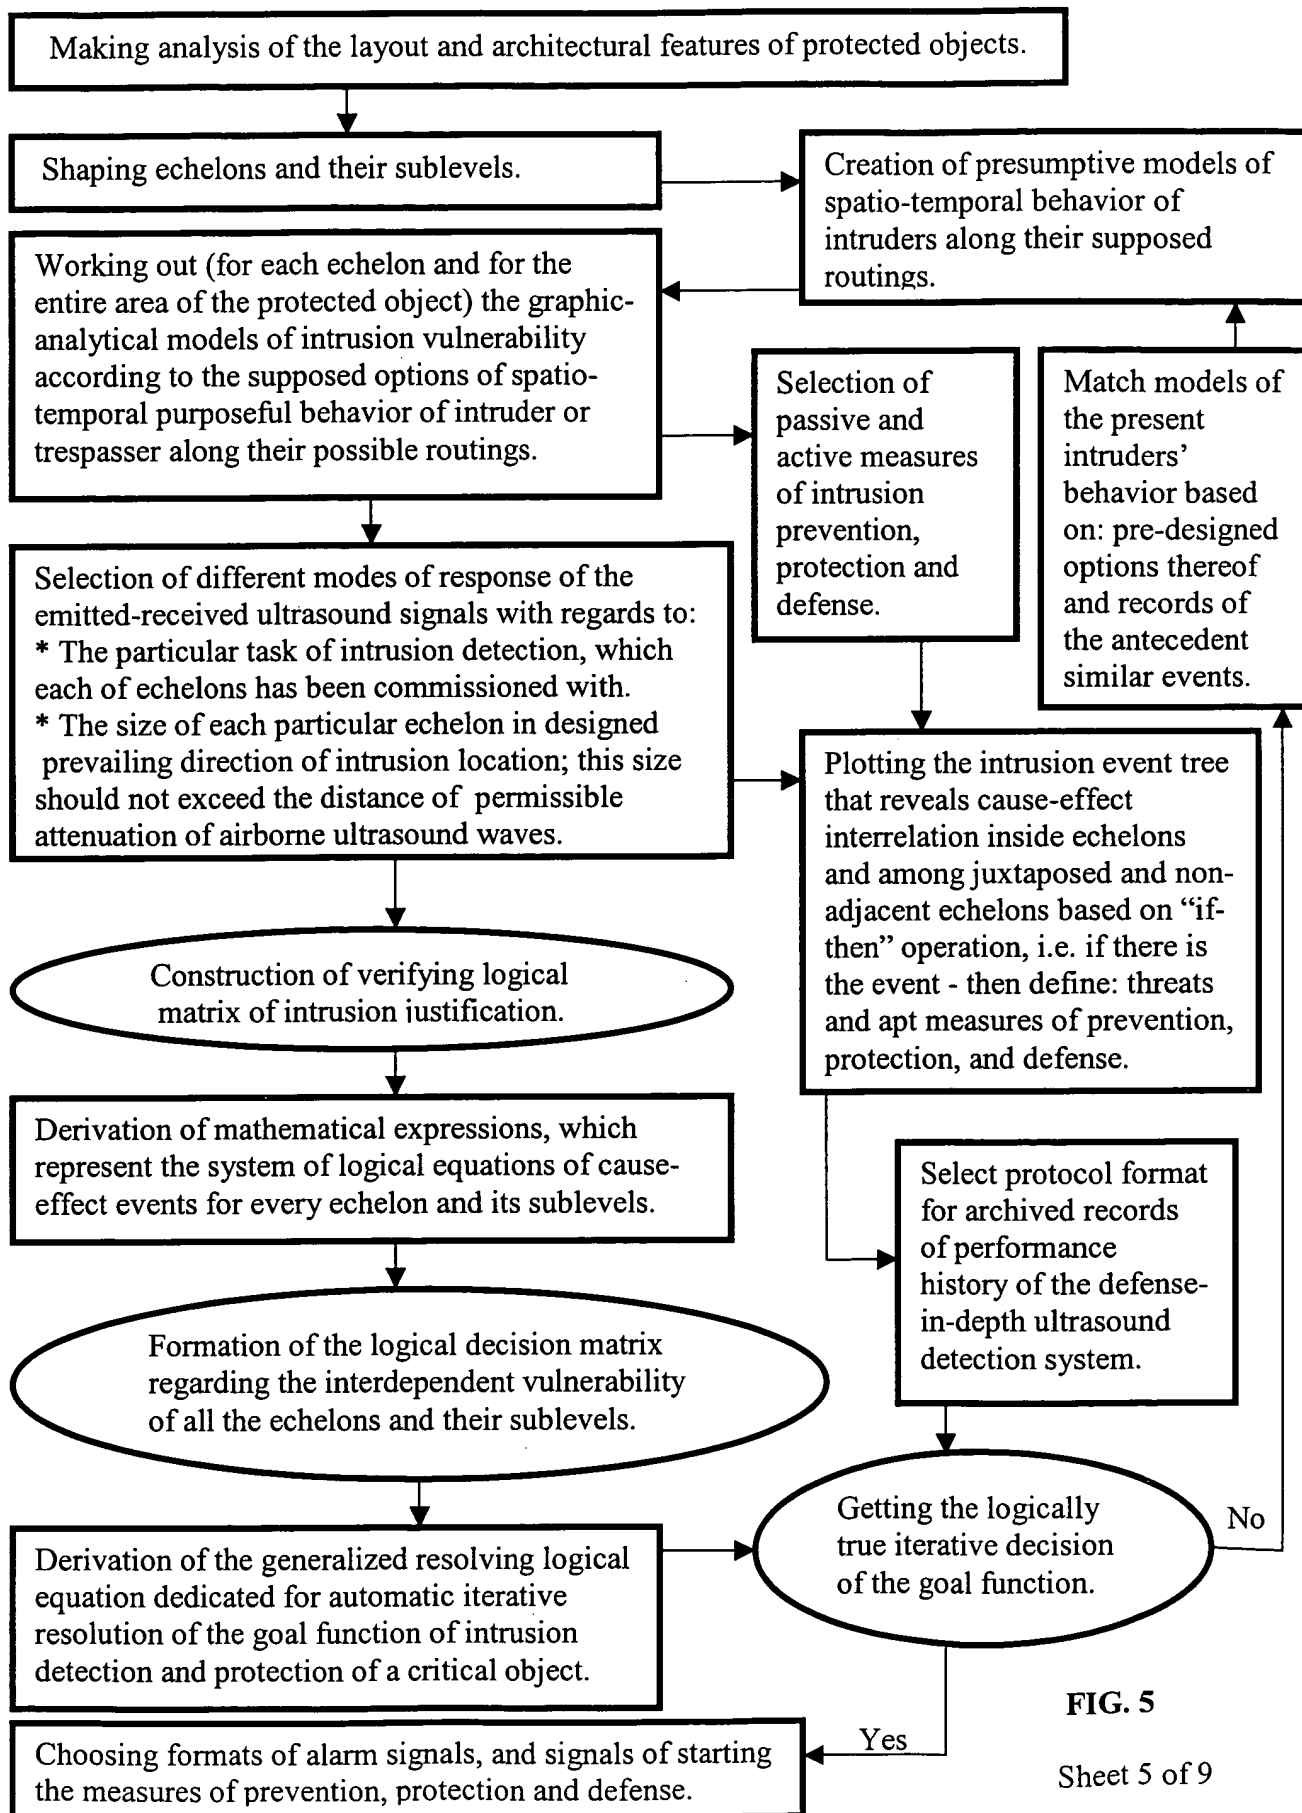 Making analysis of the layout and architectural features of protected objects.
Shaping echelons and their sublevels.
Creation of presumptive models of
spatio-temporal behavior of
intruders along their supposed
routings.
Working out (for each echelon and for the
entire area of the protected object) the graphic-
analytical models of intrusion vulnerability
according to the supposed options of spatio-
temporal purposeful behavior of intruder or
trespasser along their possible routings.
Selection of
passive and
active measures
of intrusion
prevention,
protection and
defense.
Match models of
the present
intruders’
behavior based
on: pre-designed
options thereof
and records of
the antecedent
similar events.
Selection of different modes of response of the
emitted-received ultrasound signals with regards to:
* The particular task of intrusion detection, which
each of echelons has been commissioned with.
* The size of each particular echelon in designed
prevailing direction of intrusion location; this size
should not exceed the distance of permissible
attenuation of airborne ultrasound waves.
Plotting the intrusion event tree
that reveals cause-effect
interrelation inside echelons
and among juxtaposed and non-
adjacent echelons based on “if-
then” operation, i.e. if there is
the event - then define: threats
and apt measures of prevention,
protection, and defense.
Construction of verifying logical
matrix of intrusion justification.
Derivation of mathematical expressions, which
represent the system of logical equations of cause-
effect events for every echelon and its sublevels.
Select protocol format
for archived records
of performance
history of the defense-
in-depth ultrasound
detection system.
Formation of the logical decision matrix
regarding the interdependent vulnerability
of all the echelons and their sublevels.
Getting the logically
true iterative decision
of the goal function.
No
Derivation of the generalized resolving logical
equation dedicated for automatic iterative
resolution of the goal function of intrusion
detection and protection of a critical object.
Yes
Choosing formats of alarm signals, and signals of starting
the measures of prevention, protection and defense.
FIG. 5
Sheet 5 of 9